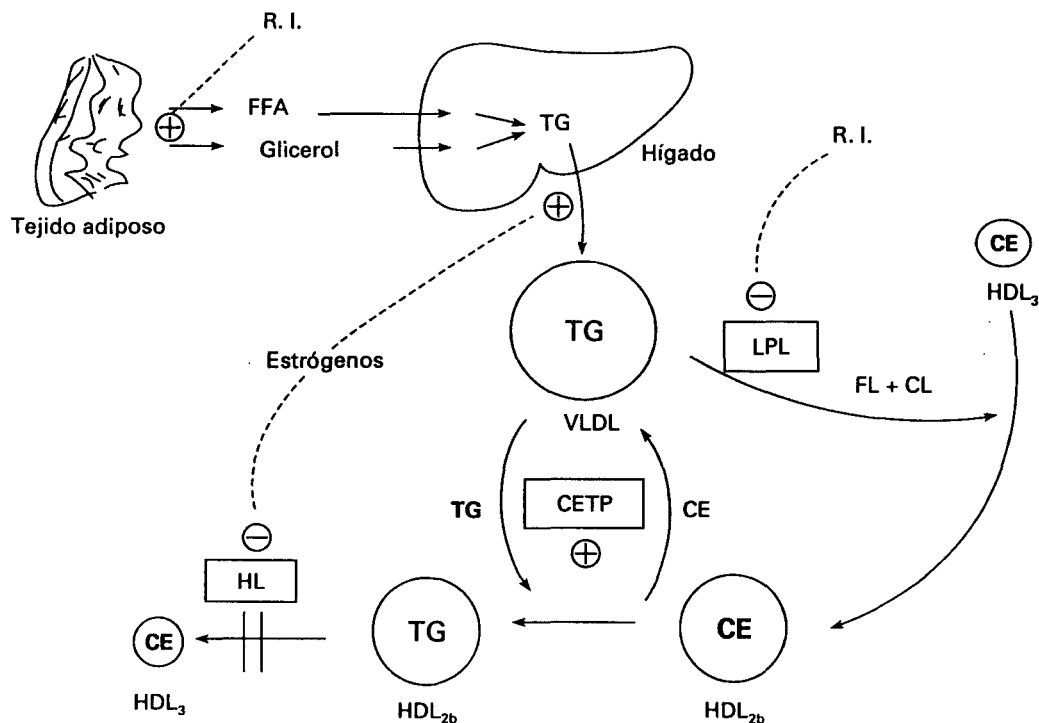 R. I.
FFA
Glicerol
TG
Hígado
Tejido adiposo
R. I.
CE
HDL₃
TG
VLDL
LPL
FL + CL
Estrógenos
TG
CETP
CE
HL
CE
HDL₃
TG
HDL₂b
CE
HDL₂b